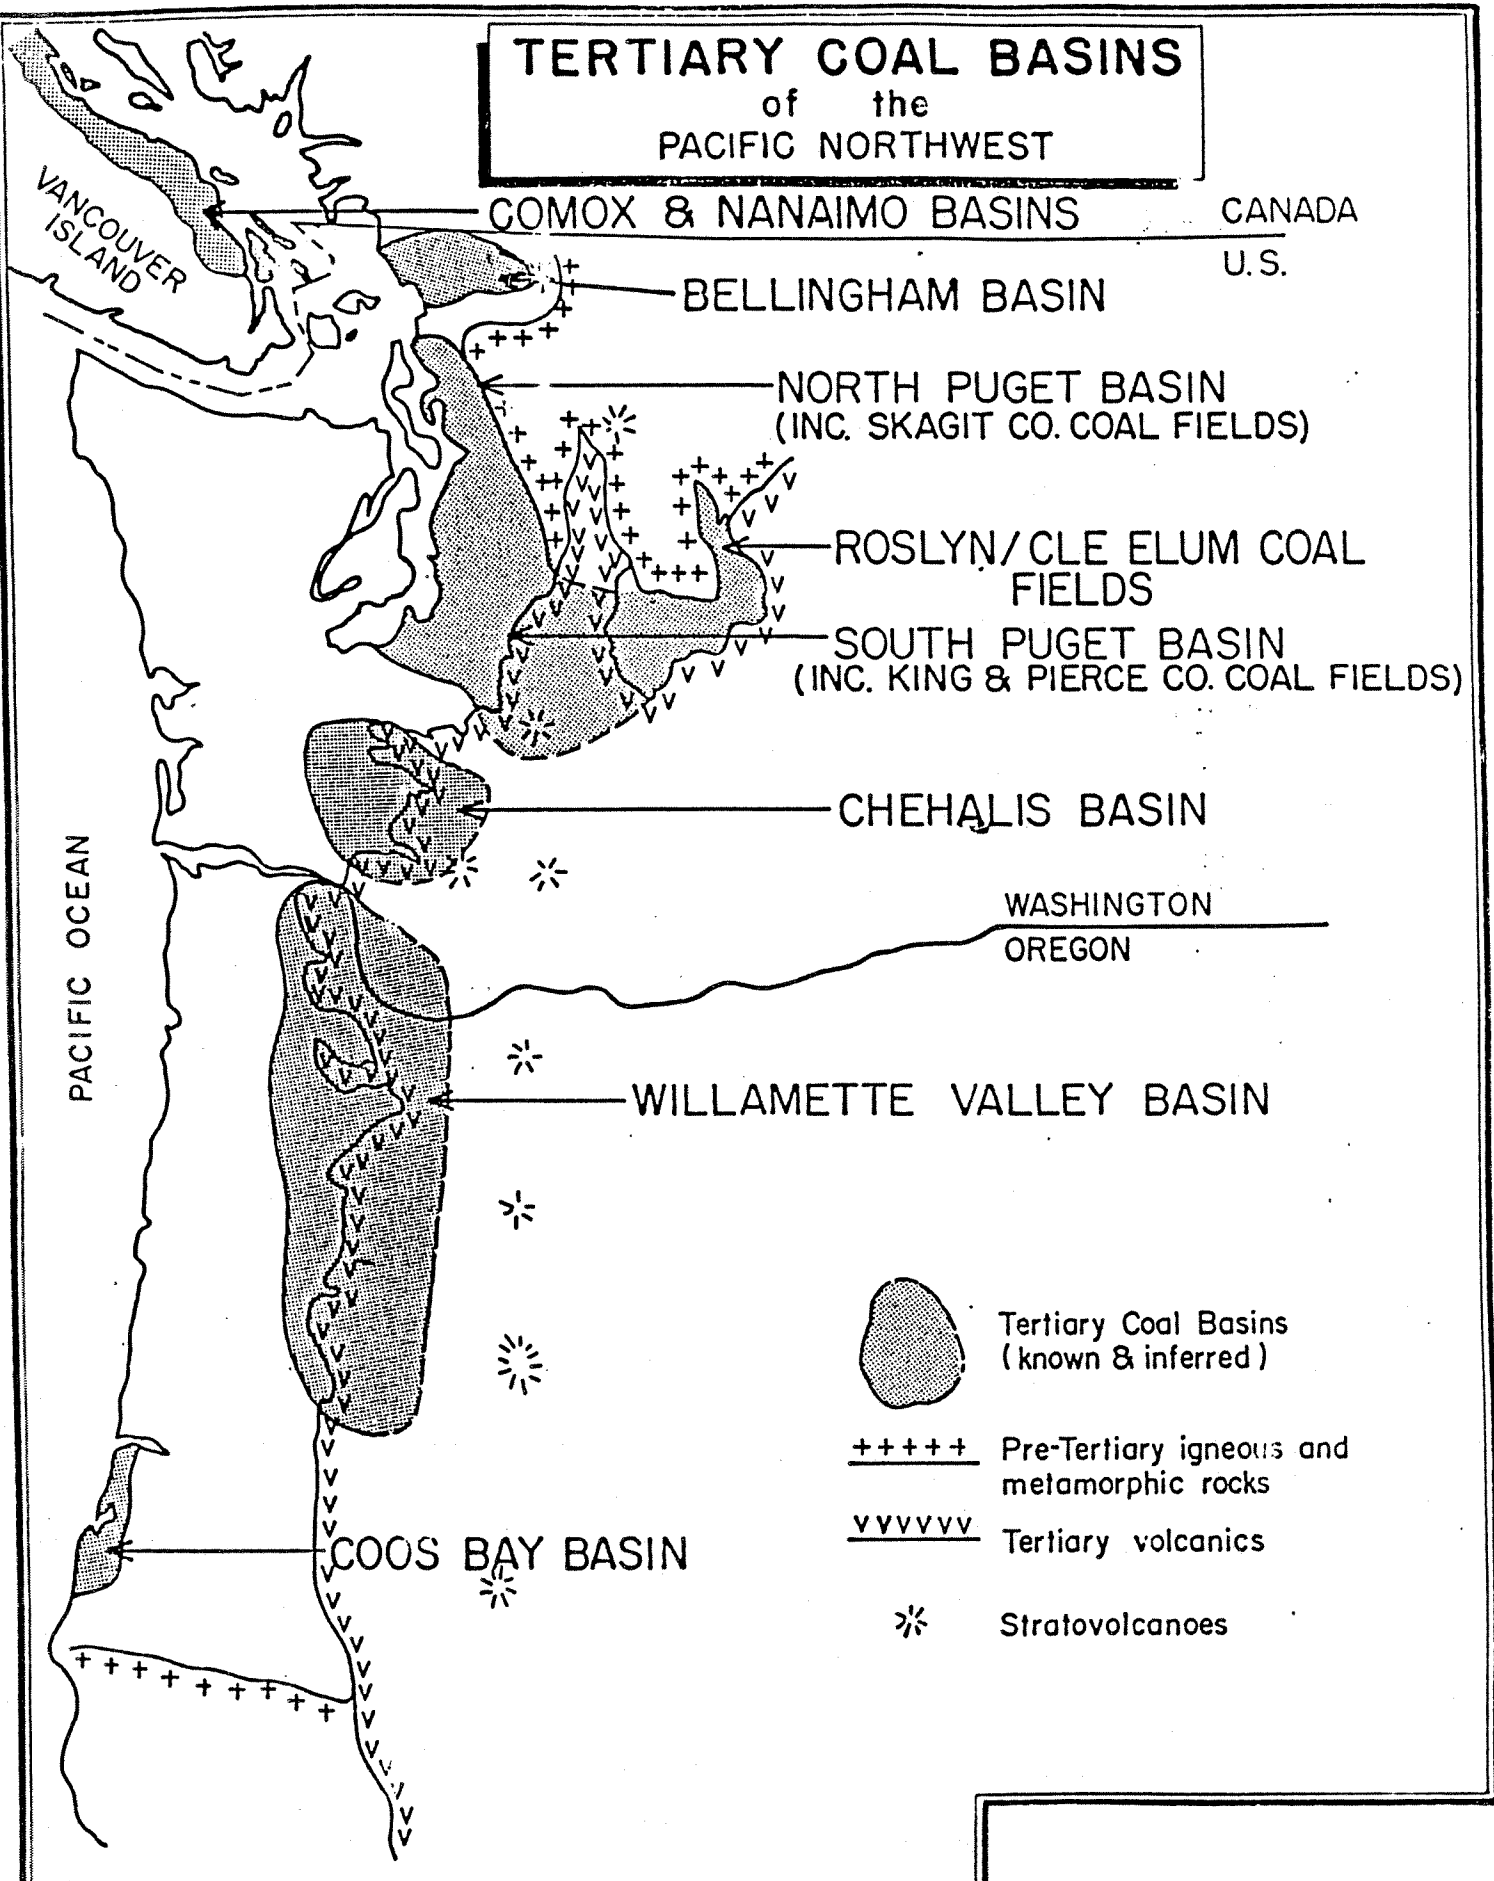 TERTIARY COAL BASINS
of the
PACIFIC NORTHWEST
COMOX & NANAIMO BASINS
CANADA
U.S.
VANCOUVER
ISLAND
BELLINGHAM BASIN
NORTH PUGET BASIN
(INC. SKAGIT CO. COAL FIELDS)
ROSLYN/CLE ELUM COAL
FIELDS
SOUTH PUGET BASIN
(INC. KING & PIERCE CO. COAL FIELDS)
CHEHALIS BASIN
PACIFIC OCEAN
WASHINGTON
OREGON
WILLAMETTE VALLEY BASIN
Tertiary Coal Basins
(known & inferred)
Pre-Tertiary igneous and
metamorphic rocks
Tertiary volcanics
COOS BAY BASIN
Stratovolcanoes